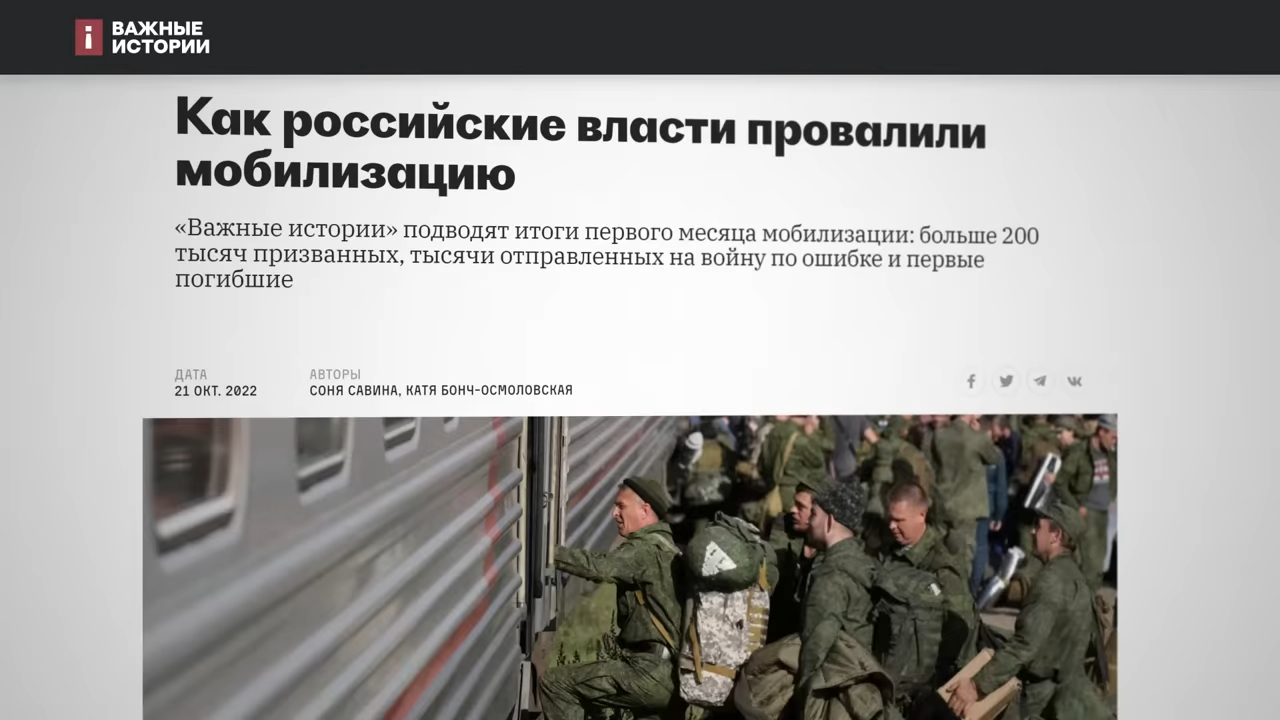 ВАЖНЫЕ
ИСТОРИИ
Как российские власти провалили
мобилизацию
«Важные истории» подводят итоги первого месяца мобилизации: больше 200
тысяч призванных, тысячи отправленных на войну по ошибке и первые
погибшие
ДАТА
АВТОРЫ
21 ОКТ. 2022
СОНЯ САВИНА, КАТЯ БОНЧ-ОСМОЛОВСКАЯ